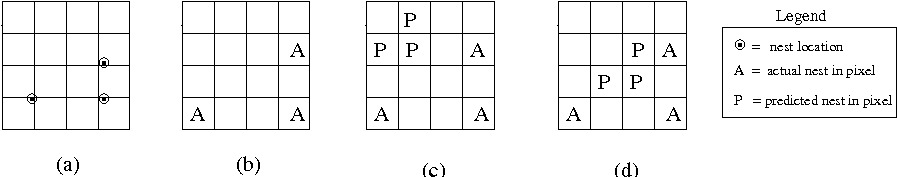 Legend
= nest location
A = actual nest in pixel
P = predicted nest in pixel
P
A P P A
P A
P P
A A A A A A
(a) (b) (c) (d)